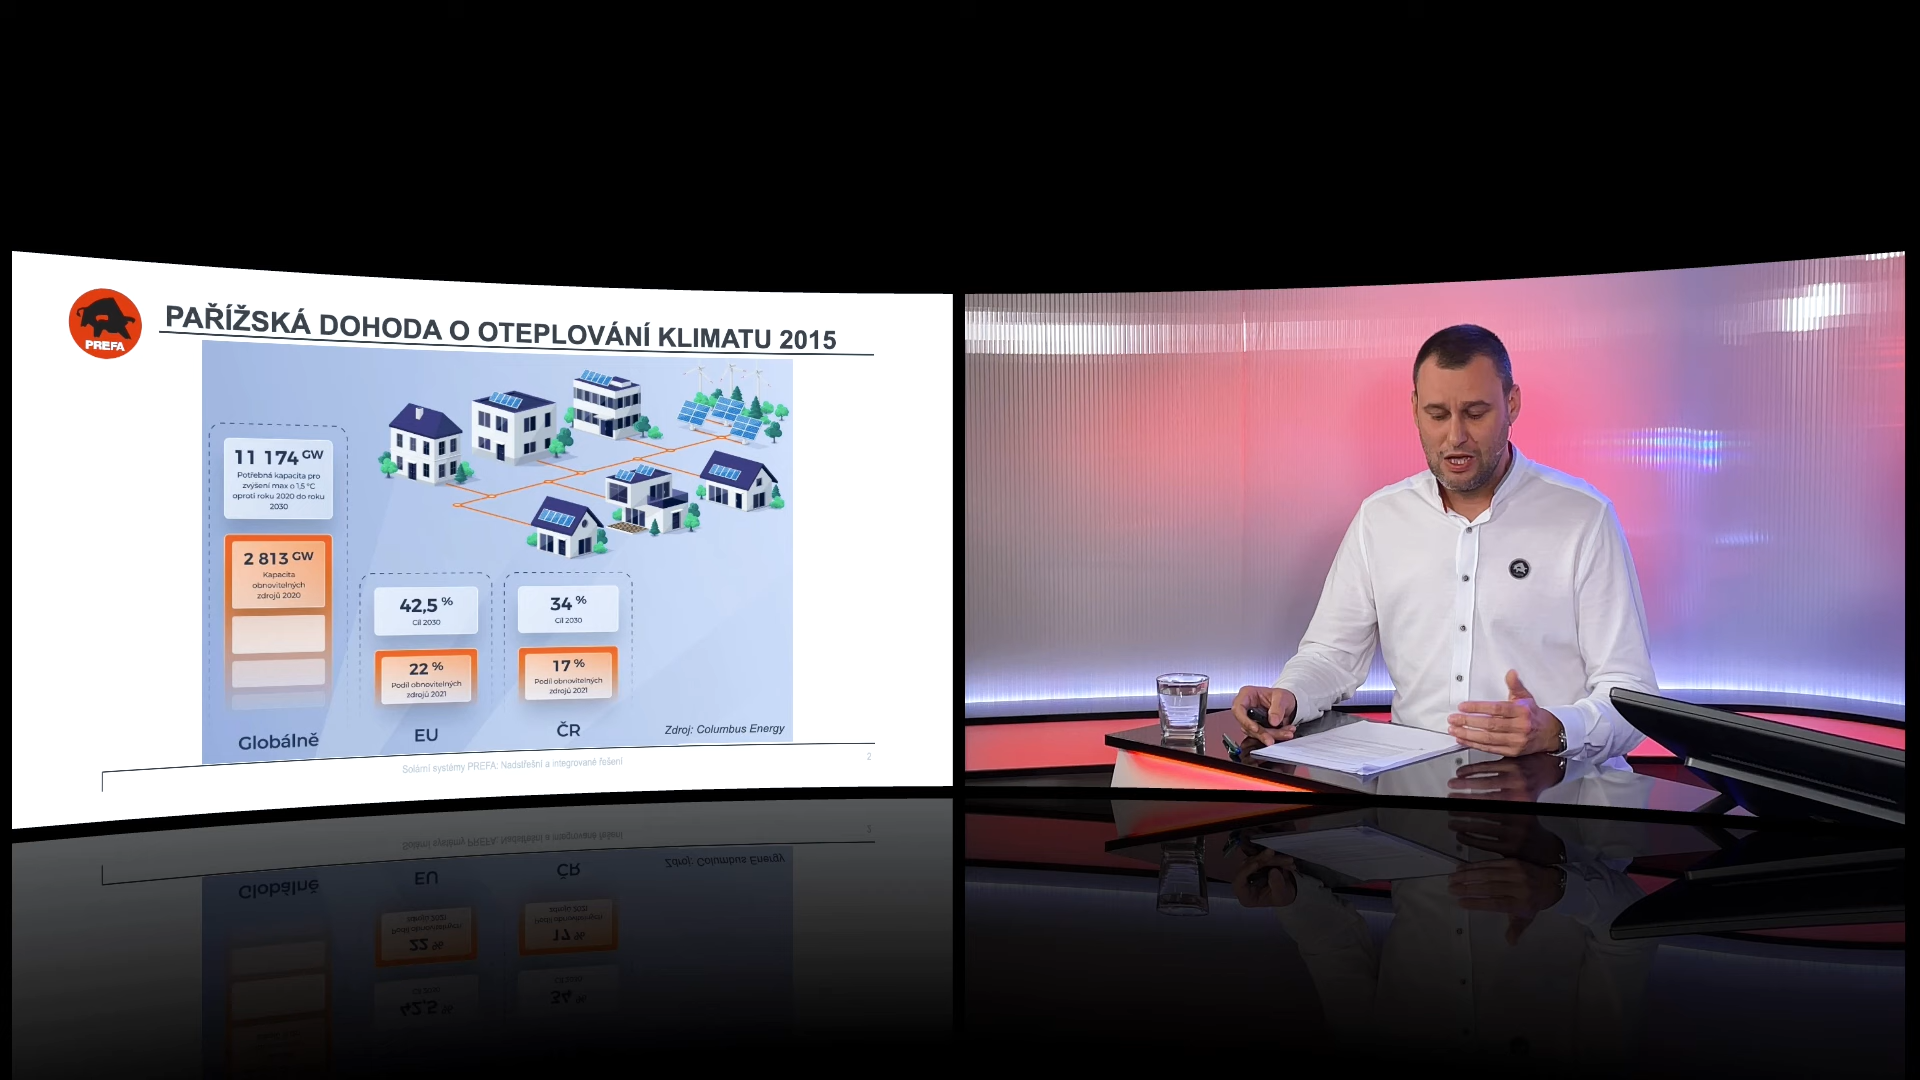 PREFA
PAŘÍŽSKÁ DOHODA O OTEPLOVÁNÍ KLIMATU 2015
11 174 GW
Potřebná kapacita pro
zvýšení max o 1,5 °C
oproti roku 2020 do roku
2030
2 813 GW
Kapacita
obnovitelných
zdrojů 2020
Globálně
42,5 %
Cíl 2030
22 %
Podíl obnovitelných
zdrojů 2021
EU
34 %
Cíl 2030
17 %
Podíl obnovitelných
zdrojů 2021
ČR
Zdroj: Columbus Energy
Solární systémy PREFA: Nadstřešní a integrované řešení
2